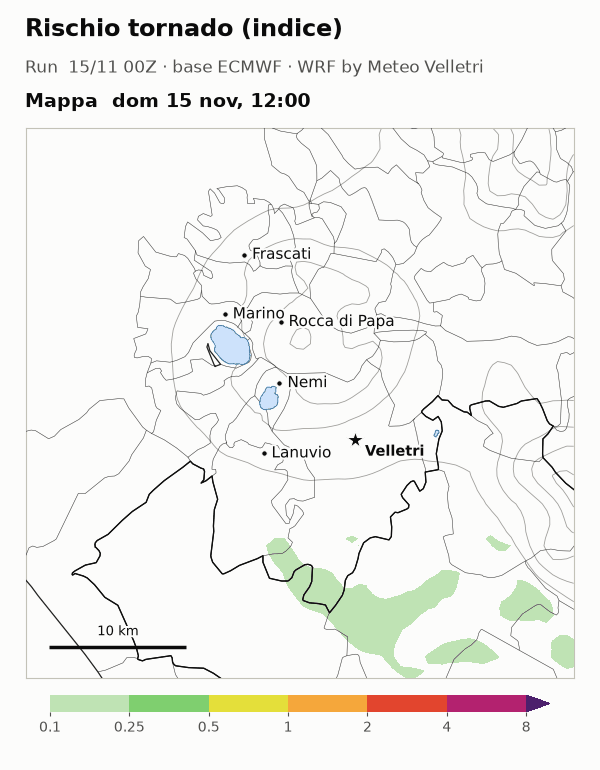 Rischio tornado (indice)
Run  15/11 00Z · base ECMWF · WRF by Meteo Velletri
Mappa  dom 15 nov, 12:00
Frascati
Marino
Rocca di Papa
Nemi
Velletri
Lanuvio
10 km
0.1 0.25 0.5 1 2 4 8